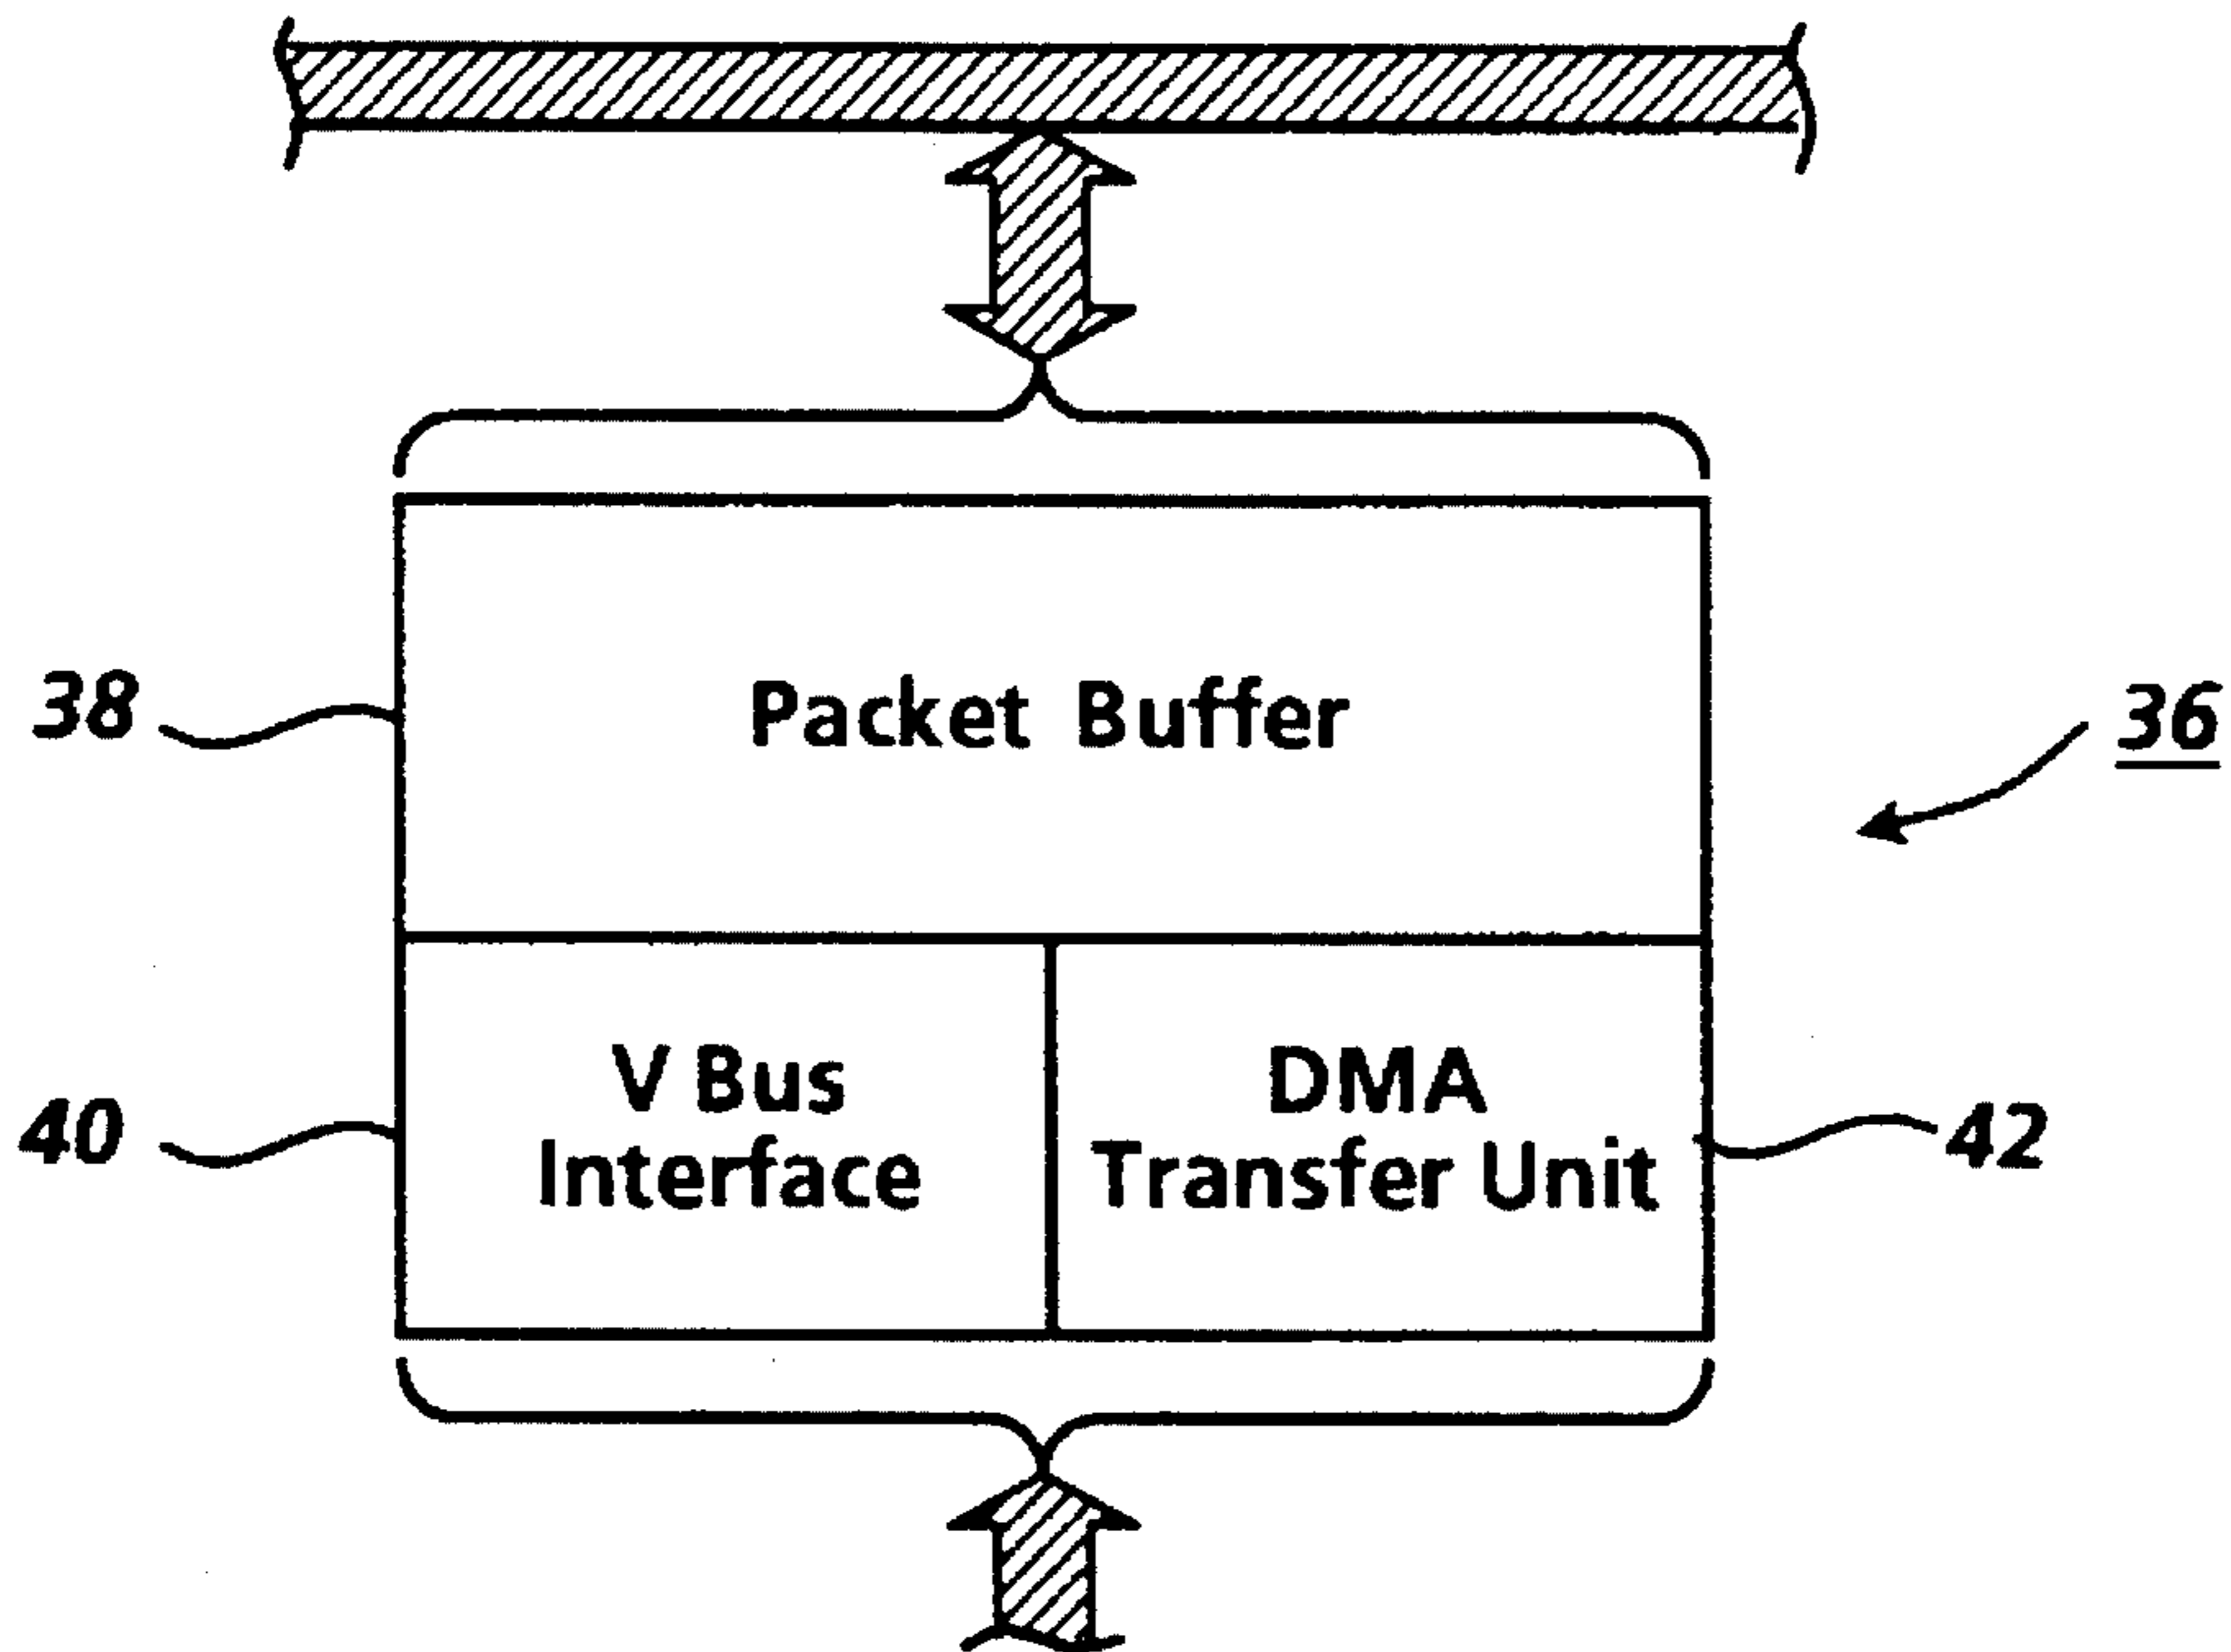 38
Packet Buffer
36
40
V Bus
Interface
DMA
Transfer Unit
42